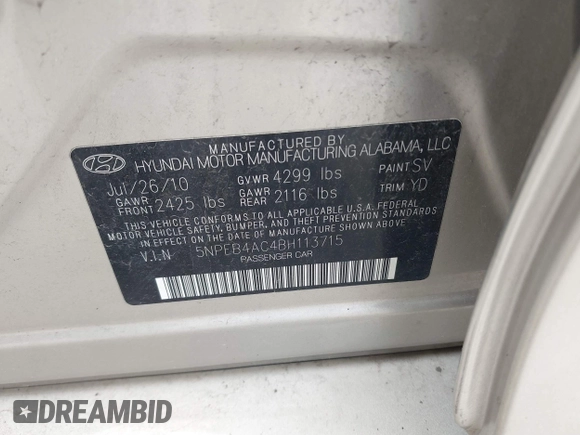 MANUFACTURED BY
HYUNDAI MOTOR MANUFACTURING ALABAMA, LLC
Jul/26/10 GVWR 4299 lbs PAINT SV
GAWR FRONT 2425 lbs GAWR REAR 2116 lbs TRIM YD
THIS VEHICLE CONFORMS TO ALL APPLICABLE U.S.A. FEDERAL
MOTOR VEHICLE SAFETY, BUMPER, AND THEFT PREVENTION
STANDARDS IN EFFECT ON THE DATE OF MANUFACTURE SHOWN ABOVE.
V.I.N 5NPEB4AC4BH113715
PASSENGER CAR
DREAMBID